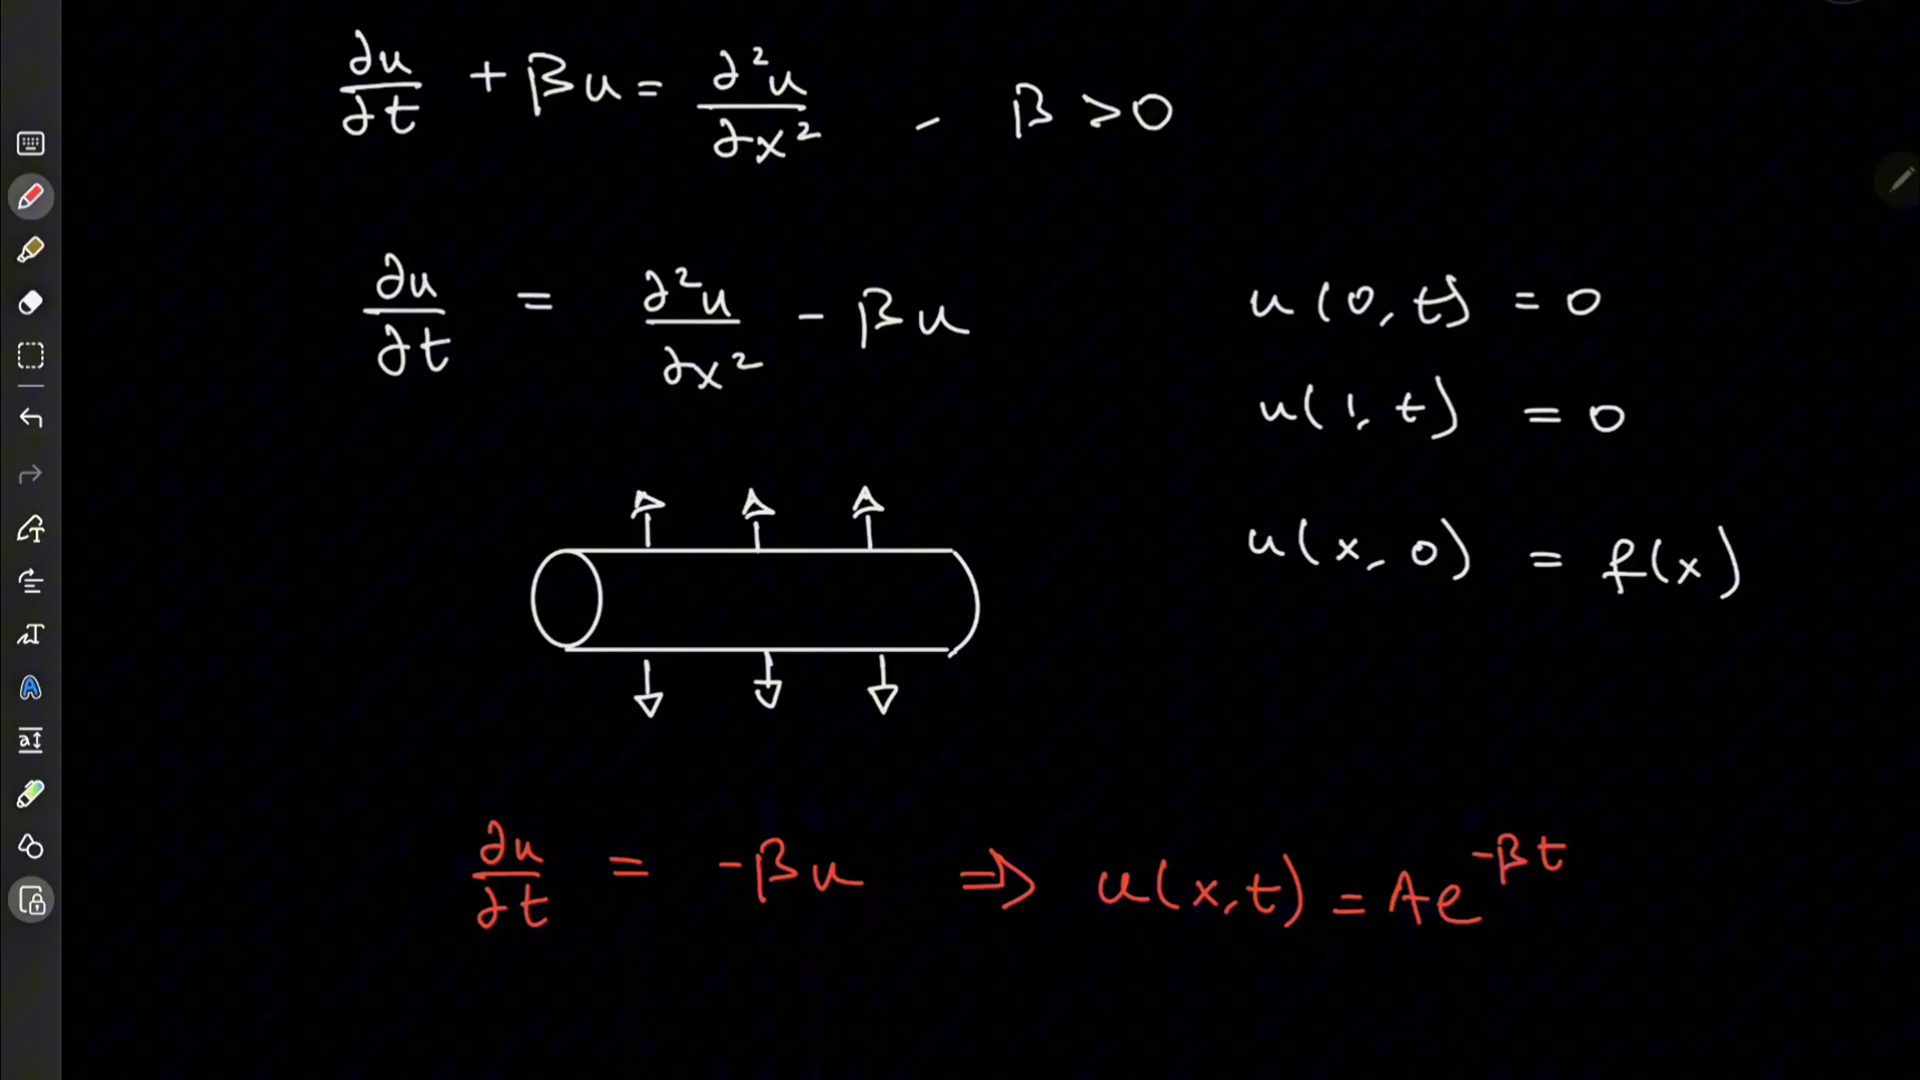 ∂u/∂t + βu = ∂²u/∂x² - β > 0
∂u/∂t = ∂²u/∂x² - βu
u(0, t) = 0
u(1, t) = 0
u(x, 0) = f(x)
∂u/∂t = -βu ⇒ u(x, t) = Ae^{-βt}